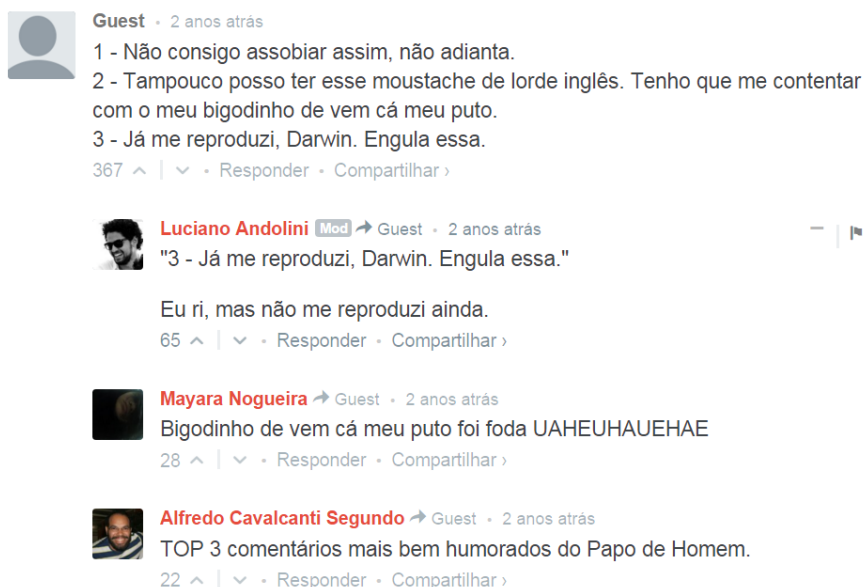 Guest • 2 anos atrás
1 - Não consigo assobiar assim, não adianta.
2 - Tampouco posso ter esse moustache de lorde inglês. Tenho que me contentar
com o meu bigodinho de vem cá meu puto.
3 - Já me reproduzi, Darwin. Engula essa.
367 • Responder • Compartilhar ›
Luciano Andolini Mod Guest • 2 anos atrás
"3 - Já me reproduzi, Darwin. Engula essa."
Eu ri, mas não me reproduzi ainda.
65 • Responder • Compartilhar ›
Mayara Nogueira Guest • 2 anos atrás
Bigodinho de vem cá meu puto foi foda UAHEUHAUEHAE
28 • Responder • Compartilhar ›
Alfredo Cavalcanti Segundo Guest • 2 anos atrás
TOP 3 comentários mais bem humorados do Papo de Homem.
22 • Responder • Compartilhar ›